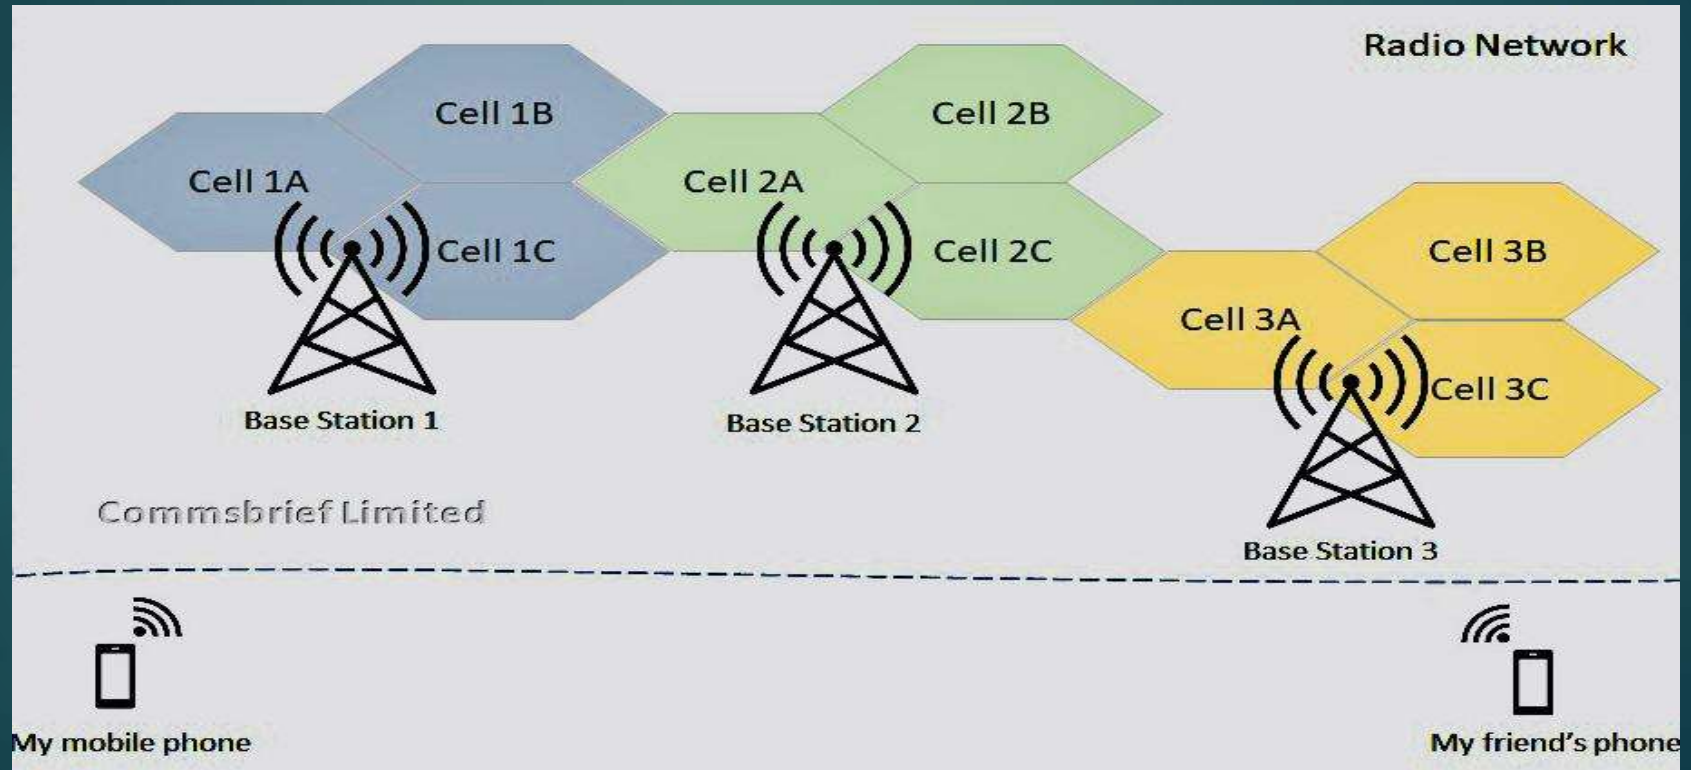 Radio Network
Cell 1B
Cell 2B
Cell 1A
Cell 2A
Cell 1C
Cell 2C
Cell 3B
Cell 3A
Cell 3C
Base Station 1
Base Station 2
Base Station 3
Commsbrief Limited
My mobile phone
My friend's phone